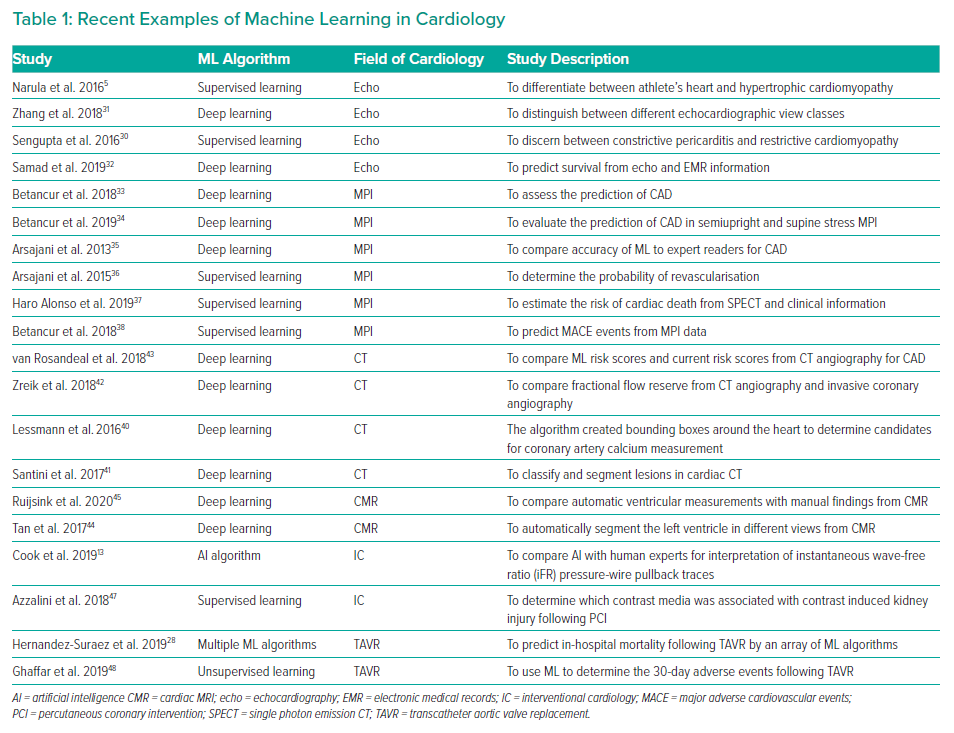 Table 1: Recent Examples of Machine Learning in Cardiology
Study ML Algorithm Field of Cardiology Study Description
Narula et al. 2016⁵ Supervised learning Echo To differentiate between athlete's heart and hypertrophic cardiomyopathy
Zhang et al. 2018³¹ Deep learning Echo To distinguish between different echocardiographic view classes
Sengupta et al. 2016³⁰ Supervised learning Echo To discern between constrictive pericarditis and restrictive cardiomyopathy
Samad et al. 2019³² Deep learning Echo To predict survival from echo and EMR information
Betancur et al. 2018³³ Deep learning MPI To assess the prediction of CAD
Betancur et al. 2019³⁴ Deep learning MPI To evaluate the prediction of CAD in semiupright and supine stress MPI
Arsajani et al. 2013³⁵ Deep learning MPI To compare accuracy of ML to expert readers for CAD
Arsajani et al. 2015³⁶ Supervised learning MPI To determine the probability of revascularisation
Haro Alonso et al. 2019³⁷ Supervised learning MPI To estimate the risk of cardiac death from SPECT and clinical information
Betancur et al. 2018³⁸ Supervised learning MPI To predict MACE events from MPI data
van Rosandeal et al. 2018⁴³ Deep learning CT To compare ML risk scores and current risk scores from CT angiography for CAD
Zreik et al. 2018⁴² Deep learning CT To compare fractional flow reserve from CT angiography and invasive coronary
angiography
Lessmann et al. 2016⁴⁰ Deep learning CT The algorithm created bounding boxes around the heart to determine candidates
for coronary artery calcium measurement
Santini et al. 2017⁴¹ Deep learning CT To classify and segment lesions in cardiac CT
Ruijsink et al. 2020⁴⁵ Deep learning CMR To compare automatic ventricular measurements with manual findings from CMR
Tan et al. 2017⁴⁴ Deep learning CMR To automatically segment the left ventricle in different views from CMR
Cook et al. 2019¹³ AI algorithm IC To compare AI with human experts for interpretation of instantaneous wave-free
ratio (iFR) pressure-wire pullback traces
Azzalini et al. 2018⁴⁷ Supervised learning IC To determine which contrast media was associated with contrast induced kidney
injury following PCI
Hernandez-Suraez et al. 2019²⁸ Multiple ML algorithms TAVR To predict in-hospital mortality following TAVR by an array of ML algorithms
Ghaffar et al. 2019⁴⁸ Unsupervised learning TAVR To use ML to determine the 30-day adverse events following TAVR
AI = artificial intelligence CMR = cardiac MRI; echo = echocardiography; EMR = electronic medical records; IC = interventional cardiology; MACE = major adverse cardiovascular events;
PCI = percutaneous coronary intervention; SPECT = single photon emission CT; TAVR = transcatheter aortic valve replacement.